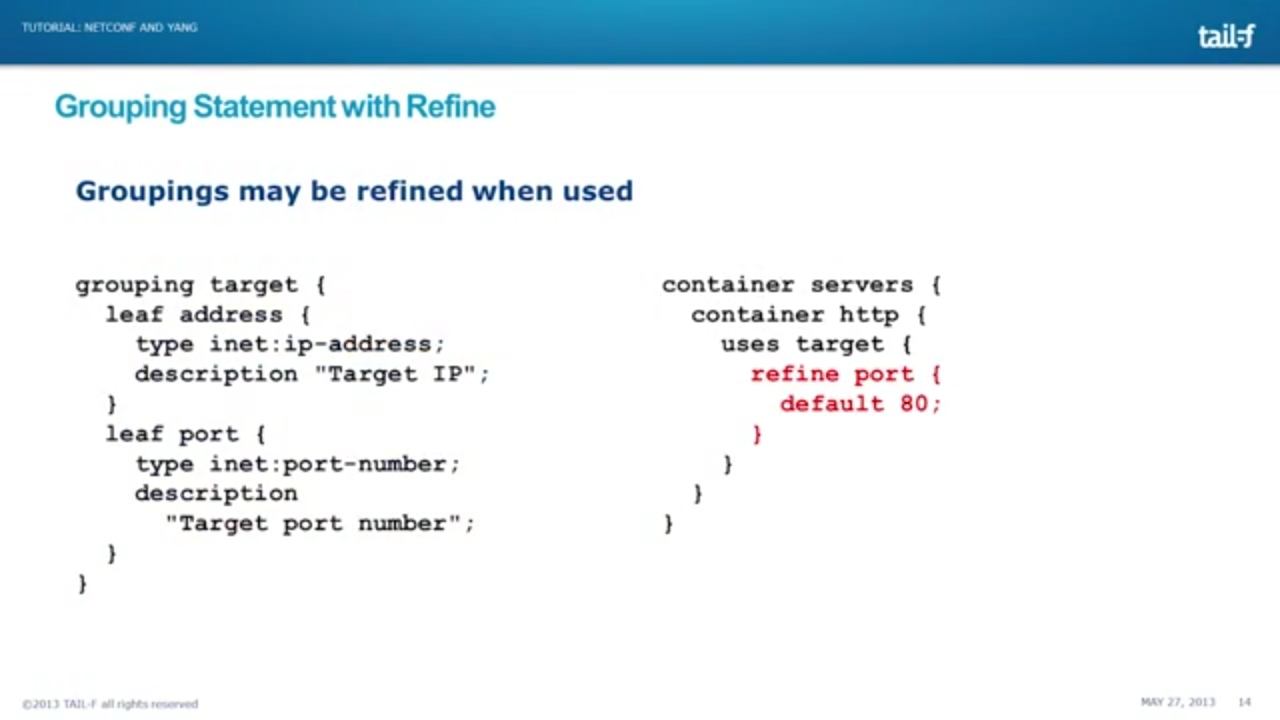 TUTORIAL: NETCONF AND YANG
tail-f
Grouping Statement with Refine
Groupings may be refined when used
grouping target {
  leaf address {
    type inet:ip-address;
    description "Target IP";
  }
  leaf port {
    type inet:port-number;
    description
      "Target port number";
  }
}
container servers {
  container http {
    uses target {
      refine port {
        default 80;
      }
    }
  }
}
©2013 TAIL-F all rights reserved
MAY 27, 2013 14